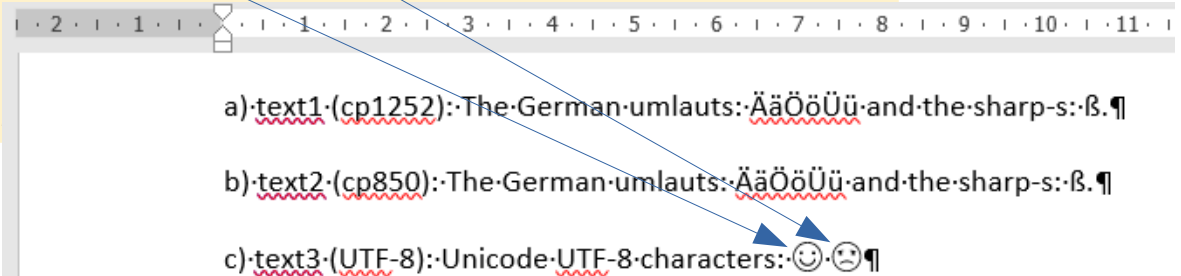 2 1 1 2 3 4 5 6 7 8 9 10 11
a)·text1·(cp1252):·The·German·umlauts:·ÄäÖöÜü·and·the·sharp-s:·ß.¶
b)·text2·(cp850):·The·German·umlauts:·ÄäÖöÜü·and·the·sharp-s:·ß.¶
c)·text3·(UTF-8):·Unicode·UTF-8·characters:·☺·☹¶